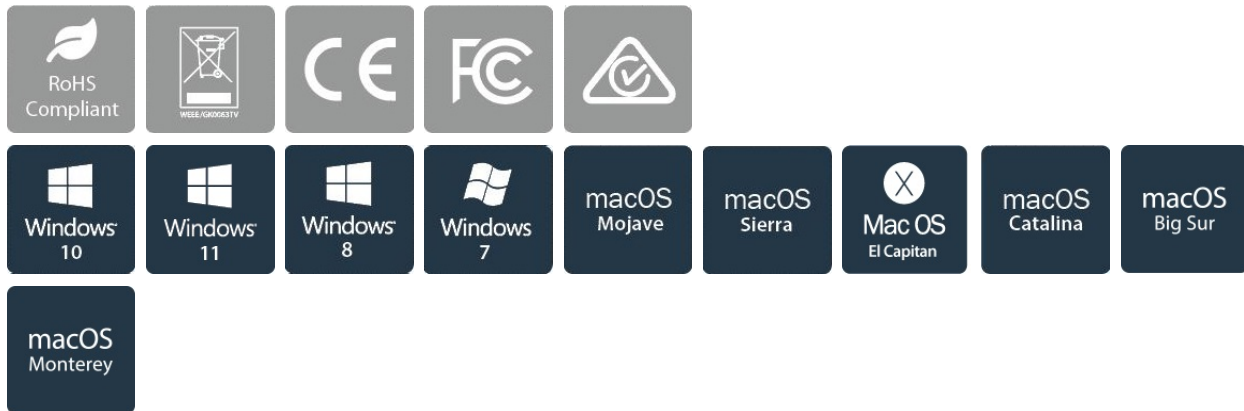 RoHS
Compliant
WEEE/GK0083TV
CE
FC
Windows
10
Windows
11
Windows
8
Windows
7
macOS
Mojave
macOS
Sierra
X
Mac OS
El Capitan
macOS
Catalina
macOS
Big Sur
macOS
Monterey